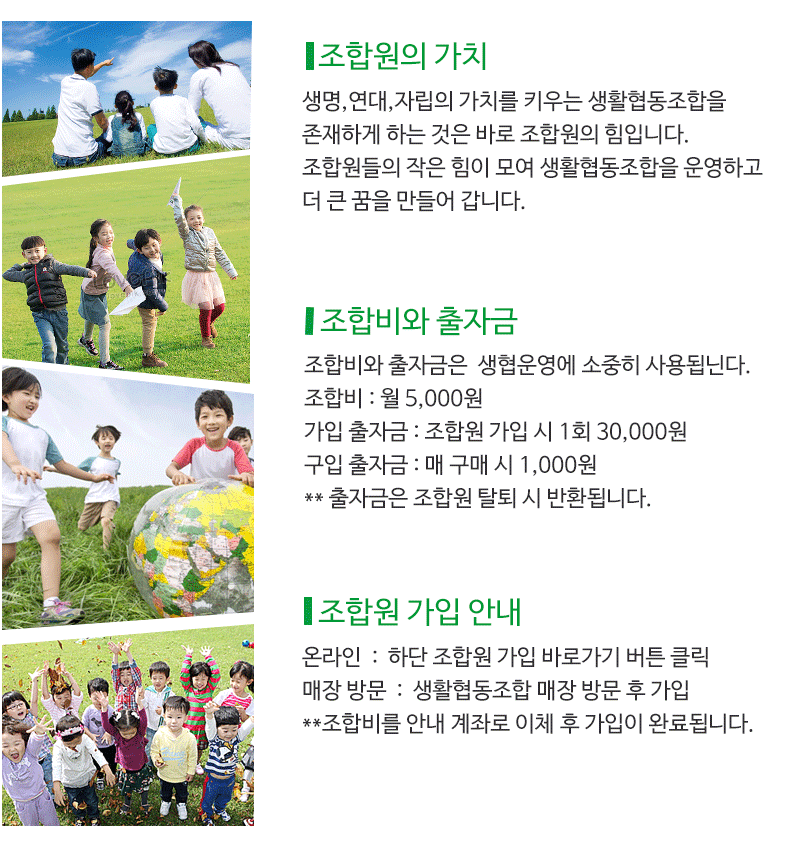 조합원의 가치
생명,연대,자립의 가치를 키우는 생활협동조합을
존재하게 하는 것은 바로 조합원의 힘입니다.
조합원들의 작은 힘이 모여 생활협동조합을 운영하고
더 큰 꿈을 만들어 갑니다.
조합비와 출자금
조합비와 출자금은 생협운영에 소중히 사용됩닌다.
조합비 : 월 5,000원
가입 출자금 : 조합원 가입 시 1회 30,000원
구입 출자금 : 매 구매 시 1,000원
** 출자금은 조합원 탈퇴 시 반환됩니다.
조합원 가입 안내
온라인 : 하단 조합원 가입 바로가기 버튼 클릭
매장 방문 : 생활협동조합 매장 방문 후 가입
**조합비를 안내 계좌로 이체 후 가입이 완료됩니다.